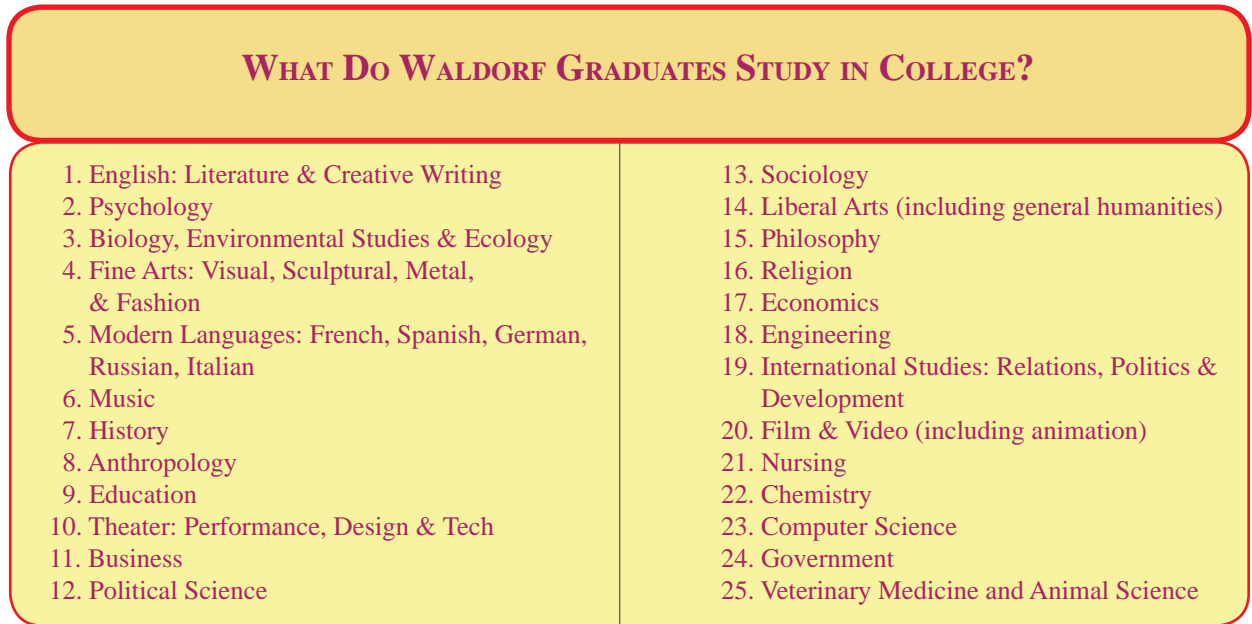 What Do Waldorf Graduates Study in College?
1. English: Literature & Creative Writing
2. Psychology
3. Biology, Environmental Studies & Ecology
4. Fine Arts: Visual, Sculptural, Metal,
& Fashion
5. Modern Languages: French, Spanish, German,
Russian, Italian
6. Music
7. History
8. Anthropology
9. Education
10. Theater: Performance, Design & Tech
11. Business
12. Political Science
13. Sociology
14. Liberal Arts (including general humanities)
15. Philosophy
16. Religion
17. Economics
18. Engineering
19. International Studies: Relations, Politics &
Development
20. Film & Video (including animation)
21. Nursing
22. Chemistry
23. Computer Science
24. Government
25. Veterinary Medicine and Animal Science